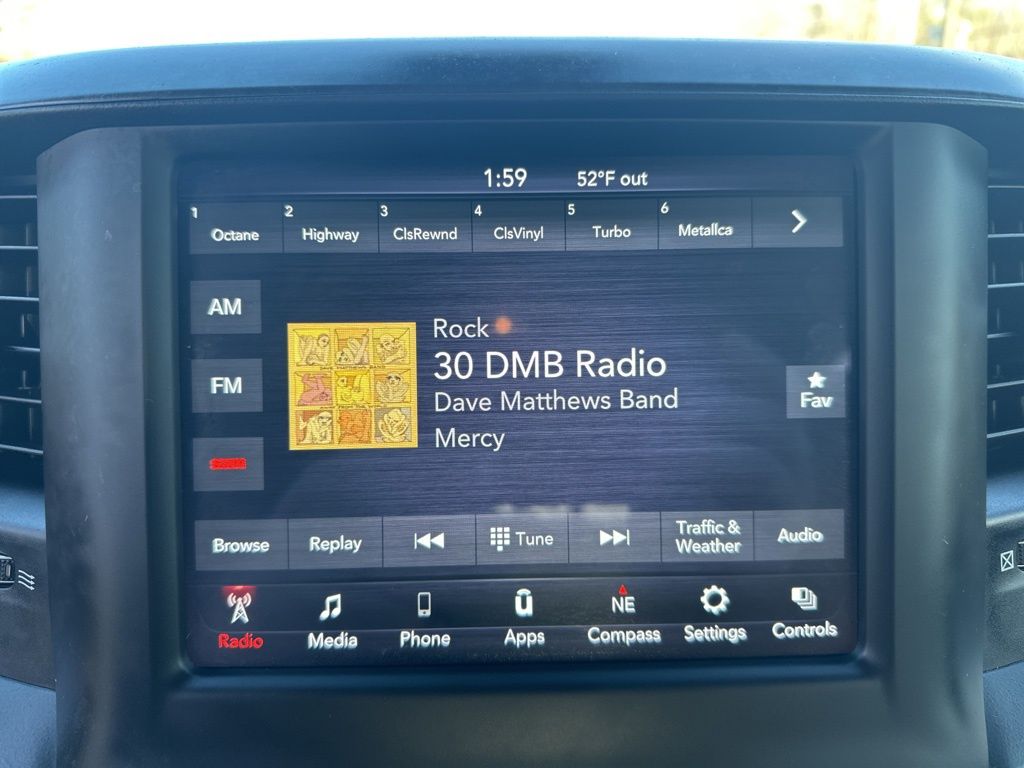 1:59 52°F out
1 Octane
2 Highway
3 ClsRewnd
4 ClsVinyl
5 Turbo
6 Metallca
AM
FM
Rock
30 DMB Radio
Dave Matthews Band
Mercy
Fav
Browse
Replay
Tune
Traffic &
Weather
Audio
Radio
Media
Phone
Apps
NE
Compass
Settings
Controls